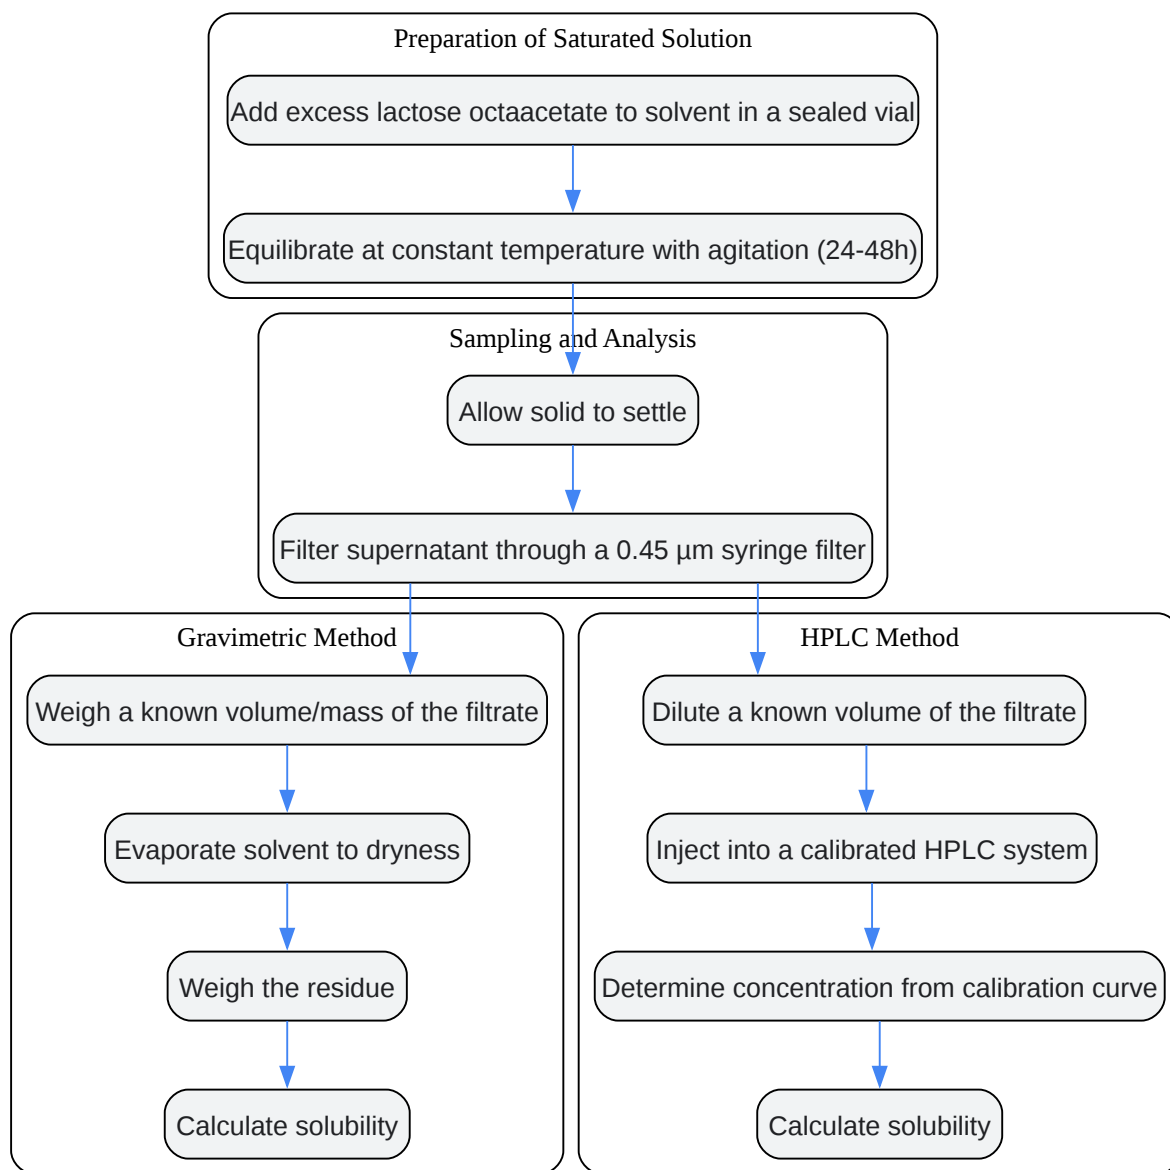 Preparation of Saturated Solution
Add excess lactose octaacetate to solvent in a sealed vial
Equilibrate at constant temperature with agitation (24-48h)
Sampling and Analysis
Allow solid to settle
Filter supernatant through a 0.45 µm syringe filter
Gravimetric Method
Weigh a known volume/mass of the filtrate
Evaporate solvent to dryness
Weigh the residue
Calculate solubility
HPLC Method
Dilute a known volume of the filtrate
Inject into a calibrated HPLC system
Determine concentration from calibration curve
Calculate solubility